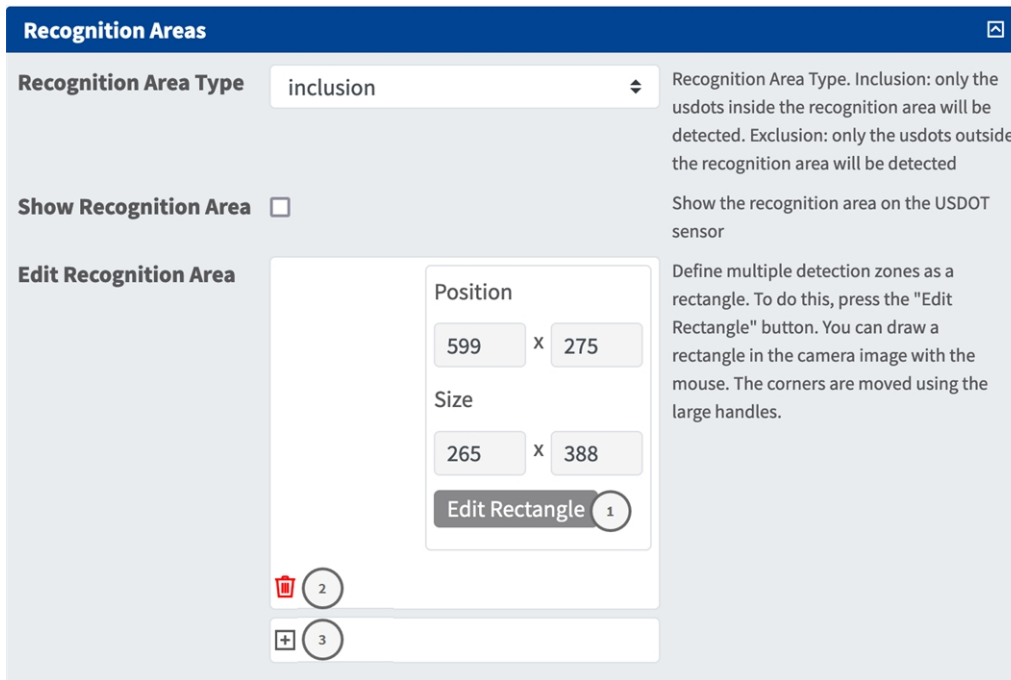 Recognition Areas
Recognition Area Type
inclusion
Recognition Area Type. Inclusion: only the
usdots inside the recognition area will be
detected. Exclusion: only the usdots outside
the recognition area will be detected
Show Recognition Area
Show the recognition area on the USDOT
sensor
Edit Recognition Area
Position
599 x 275
Size
265 x 388
Edit Rectangle 1
2
3
Define multiple detection zones as a
rectangle. To do this, press the "Edit
Rectangle" button. You can draw a
rectangle in the camera image with the
mouse. The corners are moved using the
large handles.